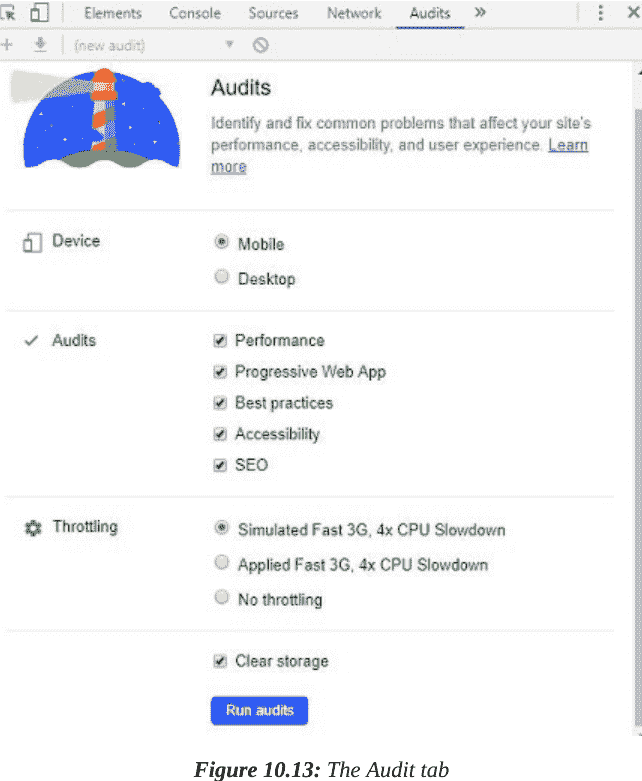 Elements Console Sources Network Audits »
(new audit)
Audits
Identify and fix common problems that affect your site's
performance, accessibility, and user experience. Learn
more
Device
Mobile
Desktop
Audits
Performance
Progressive Web App
Best practices
Accessibility
SEO
Throttling
Simulated Fast 3G, 4x CPU Slowdown
Applied Fast 3G, 4x CPU Slowdown
No throttling
Clear storage
Run audits
Figure 10.13: The Audit tab